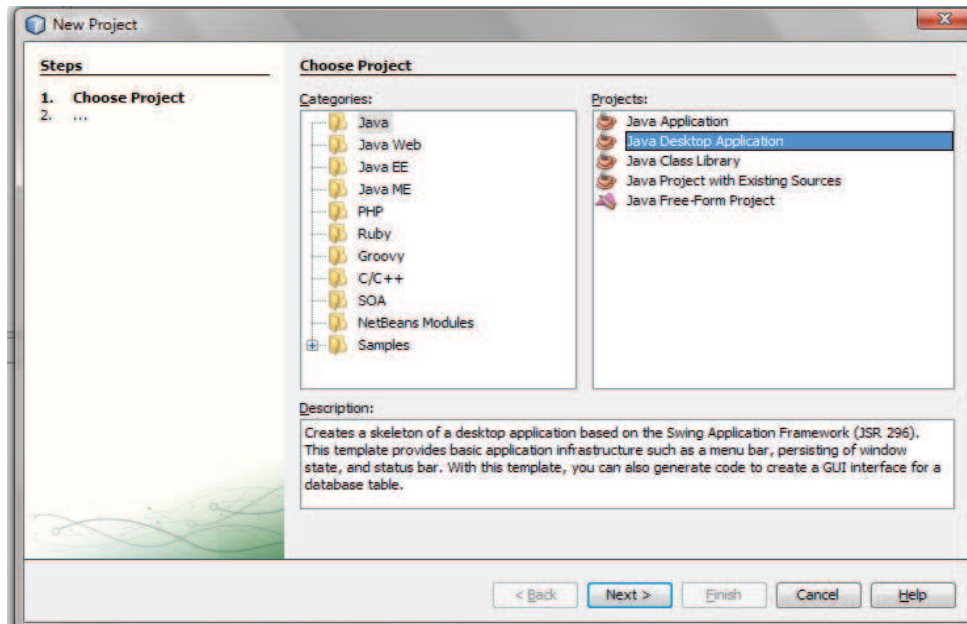 New Project
Steps
1. Choose Project
2. ...
Choose Project
Categories:
Java
Java Web
Java EE
Java ME
PHP
Ruby
Groovy
C/C++
SOA
NetBeans Modules
Samples
Projects:
Java Application
Java Desktop Application
Java Class Library
Java Project with Existing Sources
Java Free-Form Project
Description:
Creates a skeleton of a desktop application based on the Swing Application Framework (JSR 296).
This template provides basic application infrastructure such as a menu bar, persisting of window
state, and status bar. With this template, you can also generate code to create a GUI interface for a
database table.
< Back
Next >
Finish
Cancel
Help